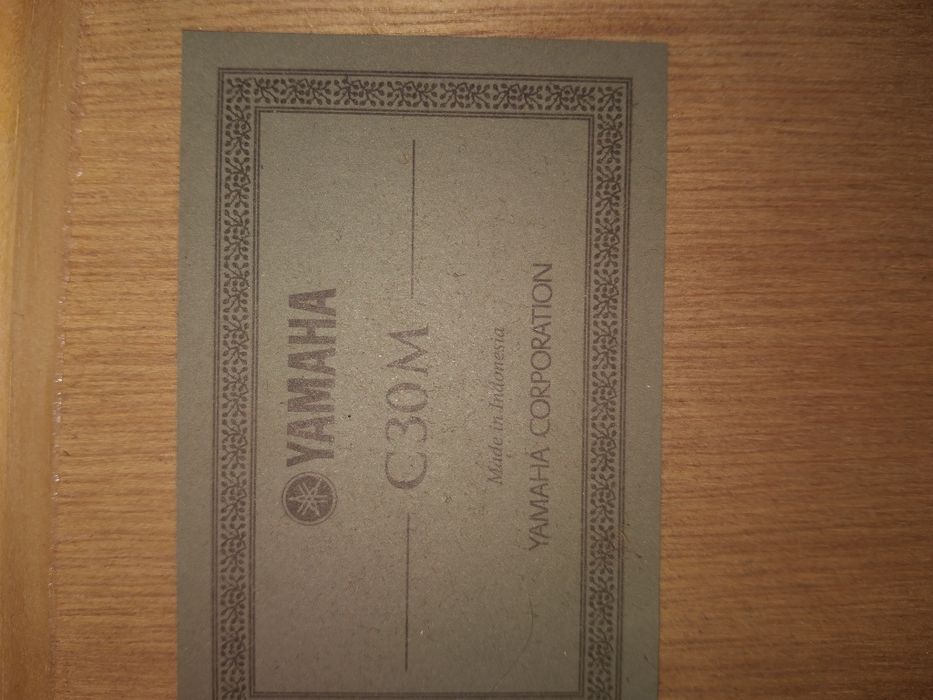 YAMAHA
C30M
Made in Indonesia
YAMAHA CORPORATION